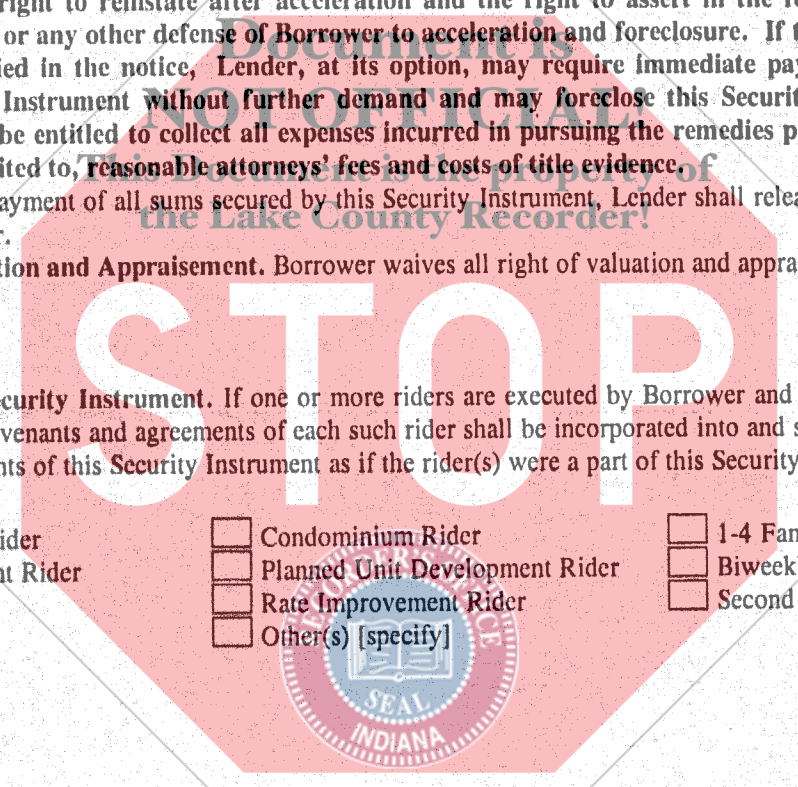 right to reinstate after acceleration and the right to assert in the
or any other defense of Borrower to acceleration and foreclosure. If
Document is
ied in the notice, Lender, at its option, may require immediate pay
Instrument without further demand and may foreclose this Securit
NOT OFFICIAL!
be entitled to collect all expenses incurred in pursuing the remedies p
ited to, reasonable attorneys' fees and costs of title evidence.
This Document is the property of
ayment of all sums secured by this Security Instrument, Lender shall relea
the Lake County Recorder!
r.
tion and Appraisement. Borrower waives all right of valuation and appra
STOP
curity Instrument. If one or more riders are executed by Borrower and
venants and agreements of each such rider shall be incorporated into and s
nts of this Security Instrument as if the rider(s) were a part of this Security
ider Condominium Rider 1-4 Fam
nt Rider Planned Unit Development Rider Biweek
Rate Improvement Rider Second
Other(s) [specify]
RECORDER'S OFFICE
SEAL
INDIANA